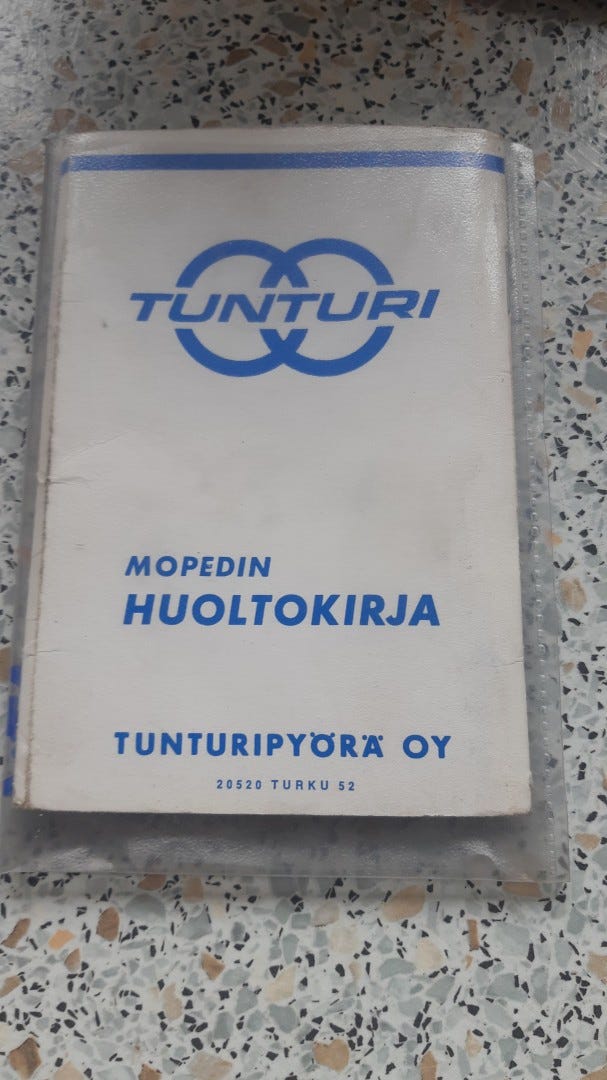 TUNTURI
MOPEDIN
HUOLTOKIRJA
TUNTURIPYÖRÄ OY
20520 TURKU 52